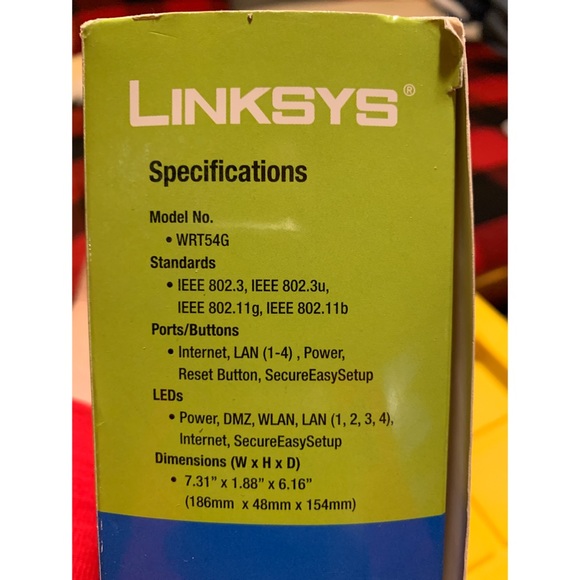 LINKSYS®
Specifications
Model No.
• WRT54G
Standards
• IEEE 802.3, IEEE 802.3u,
IEEE 802.11g, IEEE 802.11b
Ports/Buttons
• Internet, LAN (1-4) , Power,
Reset Button, SecureEasySetup
LEDs
• Power, DMZ, WLAN, LAN (1, 2, 3, 4),
Internet, SecureEasySetup
Dimensions (W x H x D)
• 7.31” x 1.88” x 6.16”
(186mm x 48mm x 154mm)